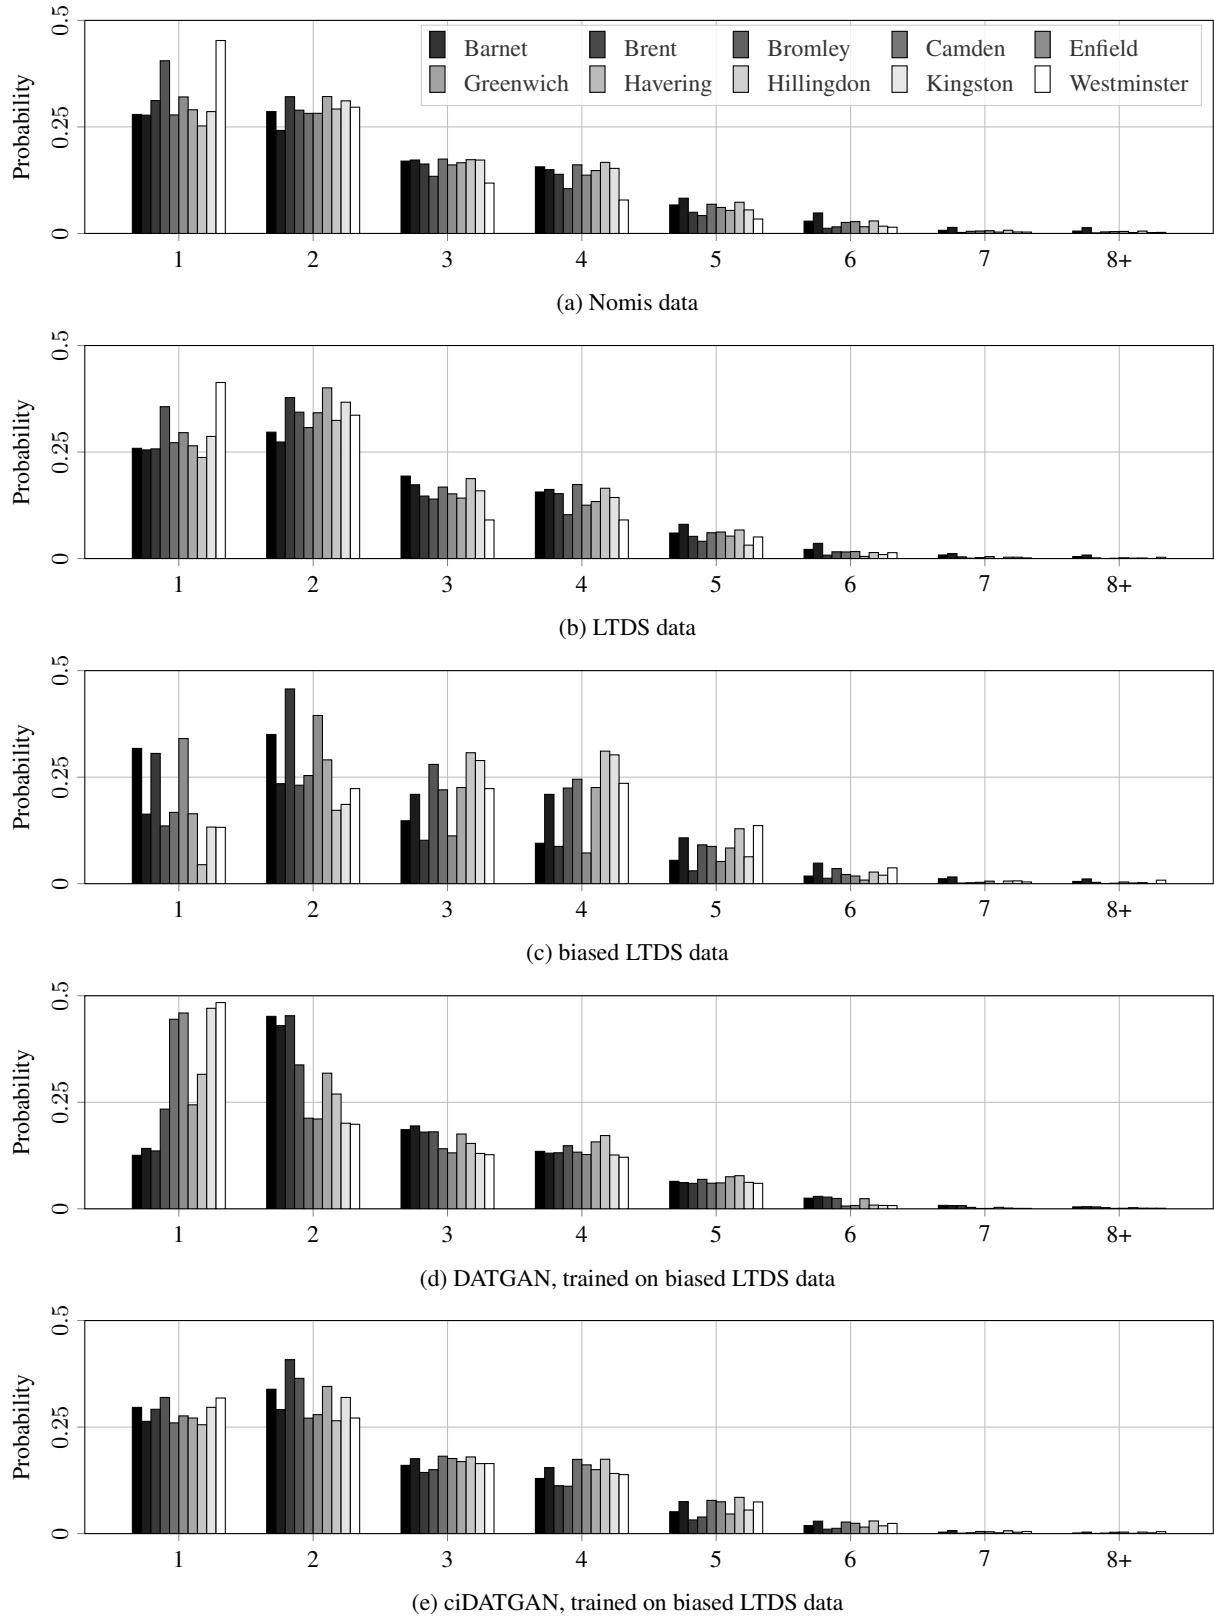 0.5
Barnet Brent Bromley Camden Enfield
Greenwich Havering Hillingdon Kingston Westminster
Probability
0.25
0
1 2 3 4 5 6 7 8+
(a) Nomis data
0.5
Probability
0.25
0
1 2 3 4 5 6 7 8+
(b) LTDS data
0.5
Probability
0.25
0
1 2 3 4 5 6 7 8+
(c) biased LTDS data
0.5
Probability
0.25
0
1 2 3 4 5 6 7 8+
(d) DATGAN, trained on biased LTDS data
0.5
Probability
0.25
0
1 2 3 4 5 6 7 8+
(e) ciDATGAN, trained on biased LTDS data